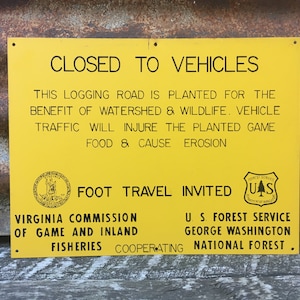 CLOSED TO VEHICLES
THIS LOGGING ROAD IS PLANTED FOR THE
BENEFIT OF WATERSHED & WILDLIFE. VEHICLE
TRAFFIC WILL INJURE THE PLANTED GAME
FOOD & CAUSE EROSION
FOOT TRAVEL INVITED
VIRGINIA COMMISSION
OF GAME AND INLAND
FISHERIES
COOPERATING
U S FOREST SERVICE
GEORGE WASHINGTON
NATIONAL FOREST